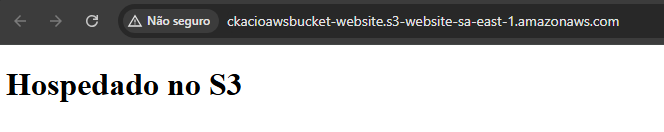 Não seguro ckacioawsbucket-website.s3-website-sa-east-1.amazonaws.com
Hospedado no S3